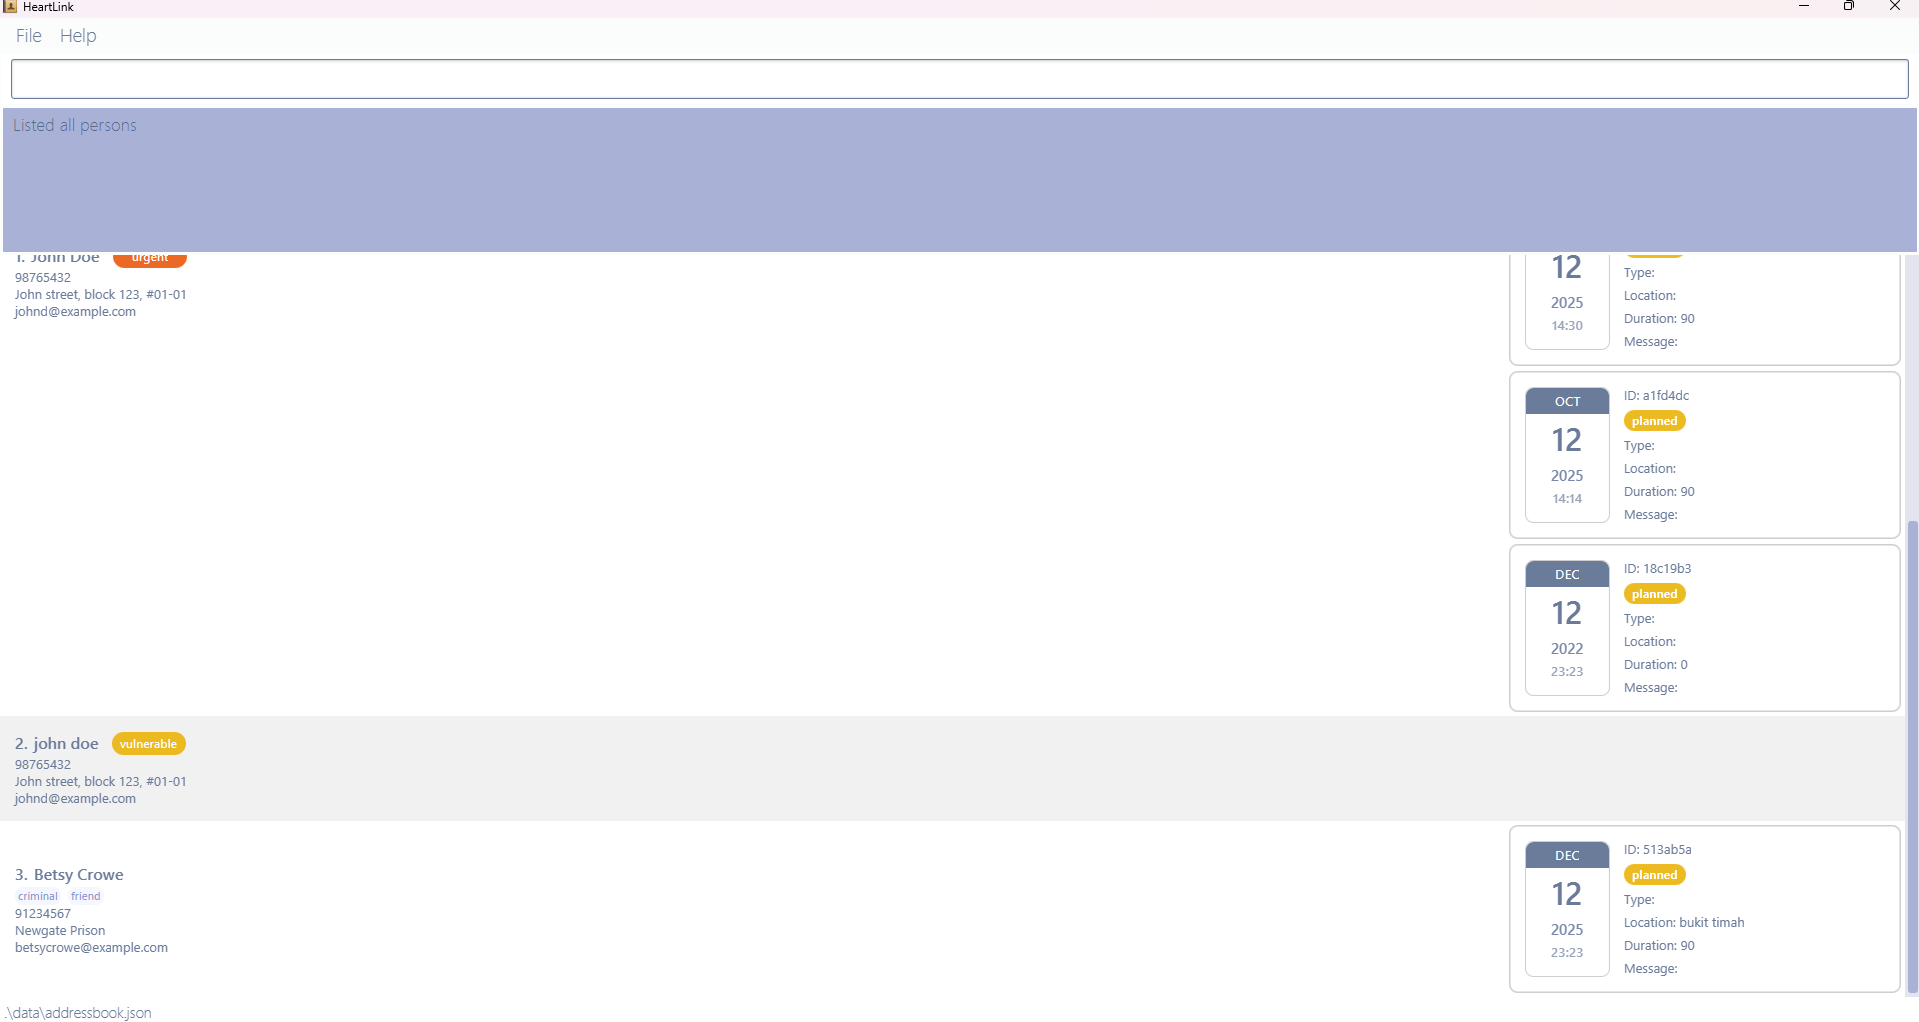 HeartLink
File Help
Listed all persons
1. John Doe urgent
98765432
John street, block 123, #01-01
johnd@example.com
12
2025
14:30
Type:
Location:
Duration: 90
Message:
OCT
12
2025
14:14
ID: a1fd4dc
planned
Type:
Location:
Duration: 90
Message:
DEC
12
2022
23:23
ID: 18c19b3
planned
Type:
Location:
Duration: 0
Message:
2. john doe vulnerable
98765432
John street, block 123, #01-01
johnd@example.com
3. Betsy Crowe
criminal friend
91234567
Newgate Prison
betsycrowe@example.com
DEC
12
2025
23:23
ID: 513ab5a
planned
Type:
Location: bukit timah
Duration: 90
Message:
.\data\addressbook.json